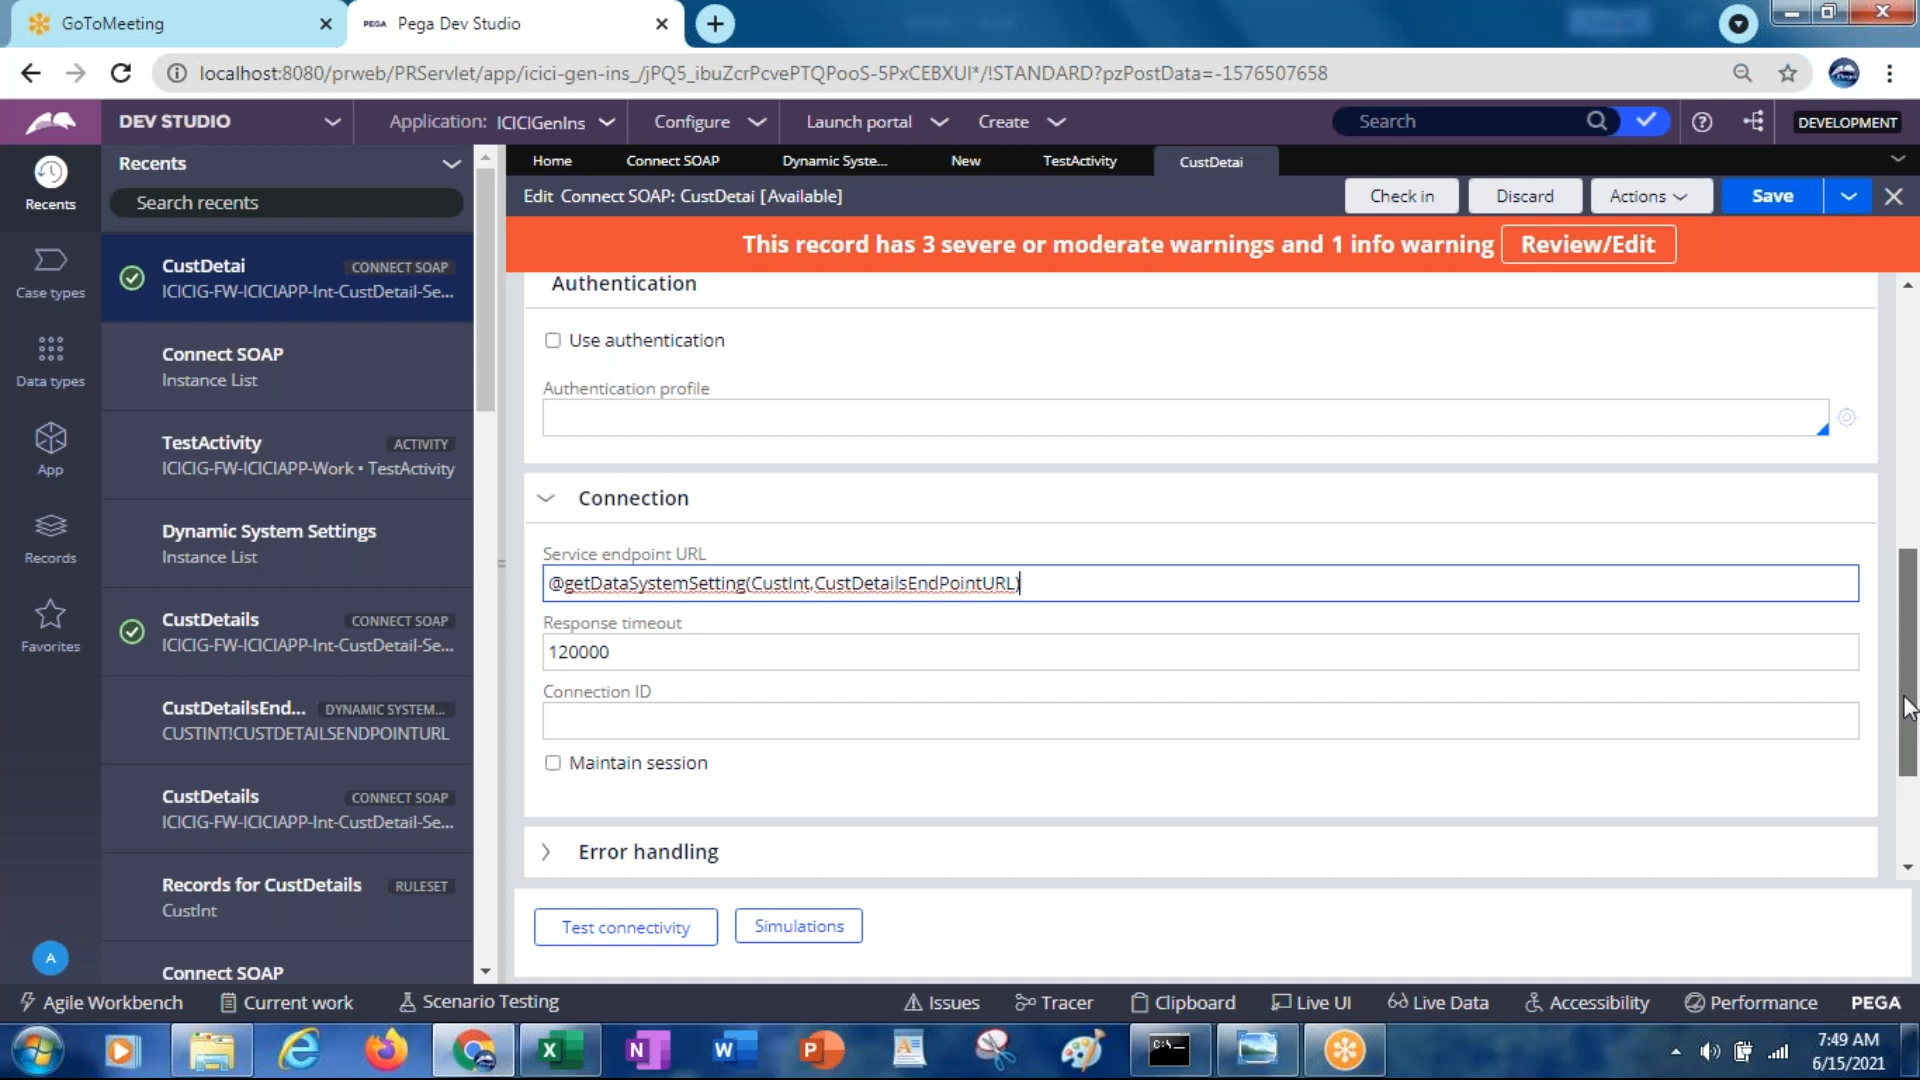 GoToMeeting
PEGA Pega Dev Studio
localhost:8080/prweb/PRServlet/app/icici-gen-ins_/jPQ5_ibuZcrPcvePTQPooS-5PxCEBXUI*/!STANDARD?pzPostData=-1576507658
DEV STUDIO
Application: ICICIGenIns
Configure
Launch portal
Create
Search
DEVELOPMENT
Recents
Case types
Data types
App
Records
Favorites
A
Recents
Search recents
CustDetai CONNECT SOAP
ICICIG-FW-ICICIAPP-Int-CustDetail-Se...
Connect SOAP
Instance List
TestActivity ACTIVITY
ICICIG-FW-ICICIAPP-Work • TestActivity
Dynamic System Settings
Instance List
CustDetails CONNECT SOAP
ICICIG-FW-ICICIAPP-Int-CustDetail-Se...
CustDetailsEnd... DYNAMIC SYSTEM...
CUSTINT!CUSTDETAILSENDPOINTURL
CustDetails CONNECT SOAP
ICICIG-FW-ICICIAPP-Int-CustDetail-Se...
Records for CustDetails RULESET
CustInt
Connect SOAP
Home
Connect SOAP
Dynamic Syste...
New
TestActivity
CustDetai
Edit Connect SOAP: CustDetai [Available]
Check in
Discard
Actions
Save
This record has 3 severe or moderate warnings and 1 info warning
Review/Edit
Authentication
Use authentication
Authentication profile
Connection
Service endpoint URL
@getDataSystemSetting(CustInt,CustDetailsEndPointURL)
Response timeout
120000
Connection ID
Maintain session
Error handling
Test connectivity
Simulations
Agile Workbench
Current work
Scenario Testing
Issues
Tracer
Clipboard
Live UI
Live Data
Accessibility
Performance
PEGA
7:49 AM
6/15/2021